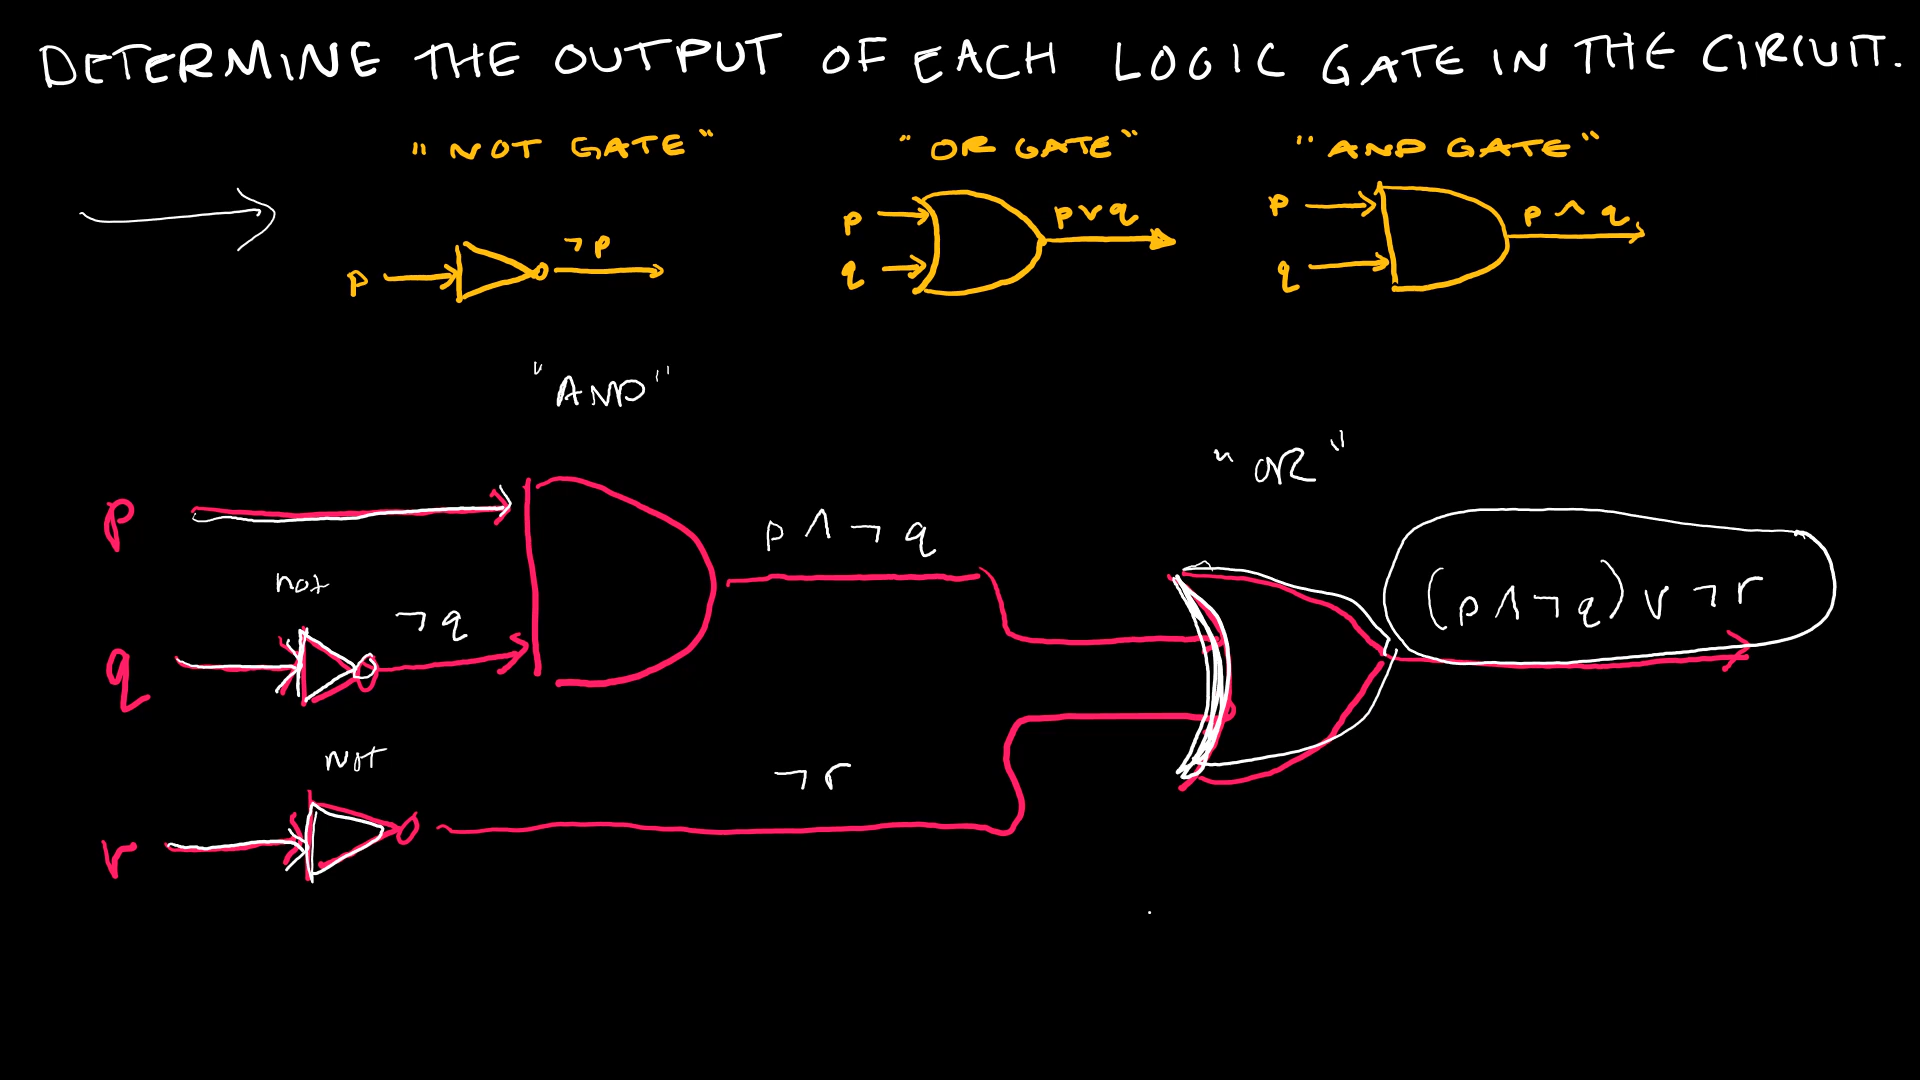 DETERMINE THE OUTPUT OF EACH LOGIC GATE IN THE CIRIUIT.
"NOT GATE" "OR GATE" "AND GATE"
p ¬p
p q p∨q
p q p∧q
"AND"
"OR"
p
p∧¬q
not
¬q
(p∧¬q)∨¬r
q
not
¬r
r